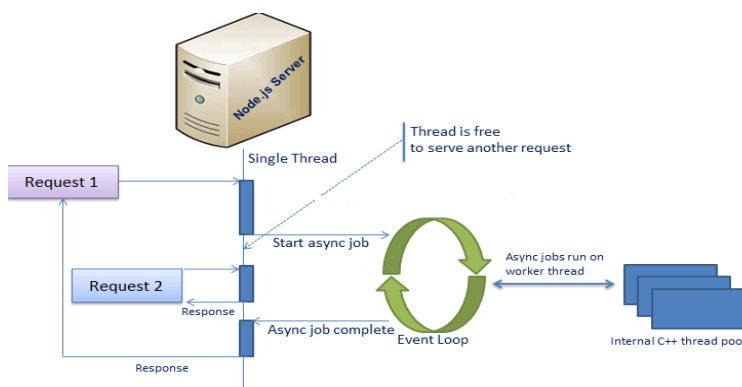 Node.js Server
Single Thread
Thread is free
to serve another request
Request 1
Start async job
Async jobs run on
worker thread
Request 2
Response
Async job complete
Event Loop
Internal C++ thread poo
Response